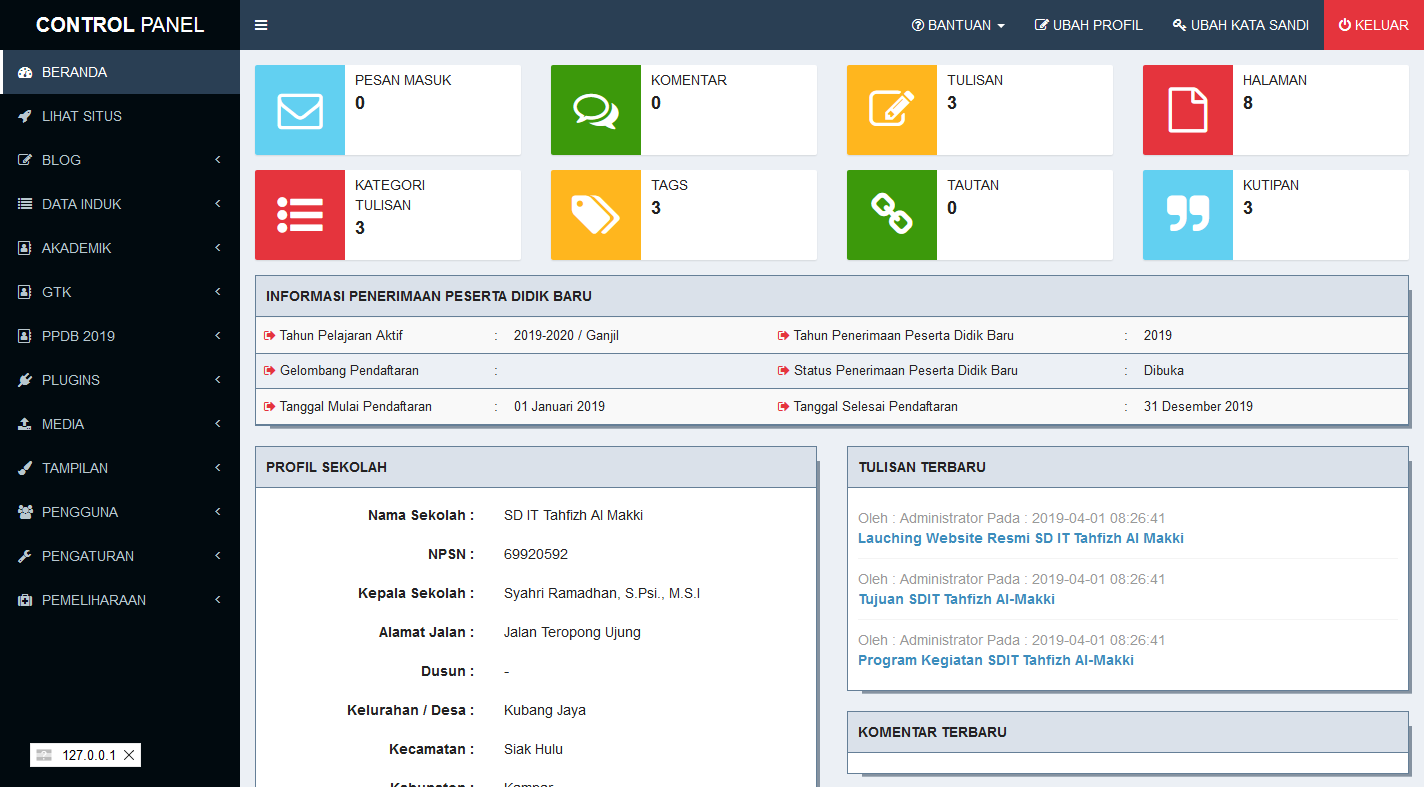 CONTROL PANEL
BANTUAN
UBAH PROFIL
UBAH KATA SANDI
KELUAR
BERANDA
LIHAT SITUS
BLOG
DATA INDUK
AKADEMIK
GTK
PPDB 2019
PLUGINS
MEDIA
TAMPILAN
PENGGUNA
PENGATURAN
PEMELIHARAAN
127.0.0.1
PESAN MASUK
0
KOMENTAR
0
TULISAN
3
HALAMAN
8
KATEGORI
TULISAN
3
TAGS
3
TAUTAN
0
KUTIPAN
3
INFORMASI PENERIMAAN PESERTA DIDIK BARU
Tahun Pelajaran Aktif : 2019-2020 / Ganjil Tahun Penerimaan Peserta Didik Baru : 2019
Gelombang Pendaftaran : Status Penerimaan Peserta Didik Baru : Dibuka
Tanggal Mulai Pendaftaran : 01 Januari 2019 Tanggal Selesai Pendaftaran : 31 Desember 2019
PROFIL SEKOLAH
Nama Sekolah : SD IT Tahfizh Al Makki
NPSN : 69920592
Kepala Sekolah : Syahri Ramadhan, S.Psi., M.S.I
Alamat Jalan : Jalan Teropong Ujung
Dusun : -
Kelurahan / Desa : Kubang Jaya
Kecamatan : Siak Hulu
Kabupaten : Kampar
TULISAN TERBARU
Oleh : Administrator Pada : 2019-04-01 08:26:41
Lauching Website Resmi SD IT Tahfizh Al Makki
Oleh : Administrator Pada : 2019-04-01 08:26:41
Tujuan SDIT Tahfizh Al-Makki
Oleh : Administrator Pada : 2019-04-01 08:26:41
Program Kegiatan SDIT Tahfizh Al-Makki
KOMENTAR TERBARU